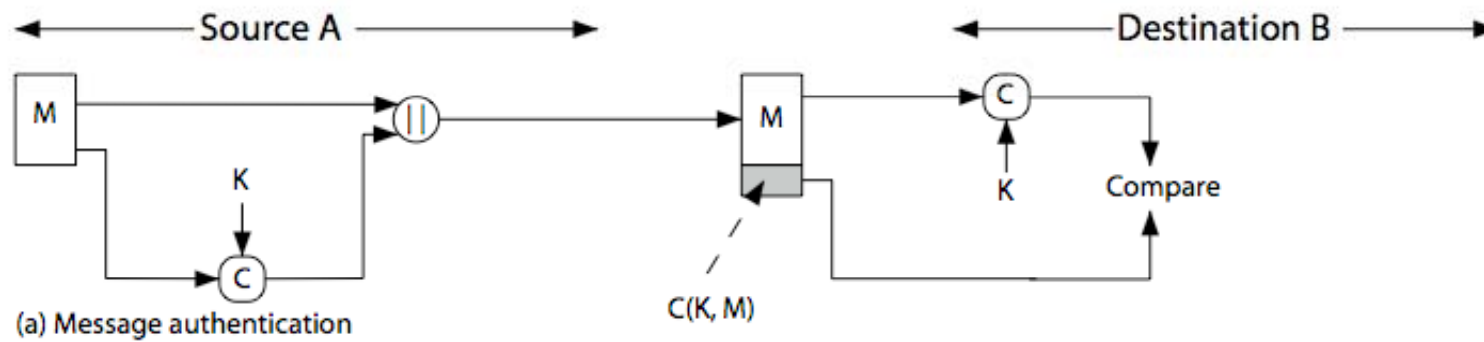 Source A
Destination B
M
||
M
C
K
K
Compare
C
C(K, M)
(a) Message authentication